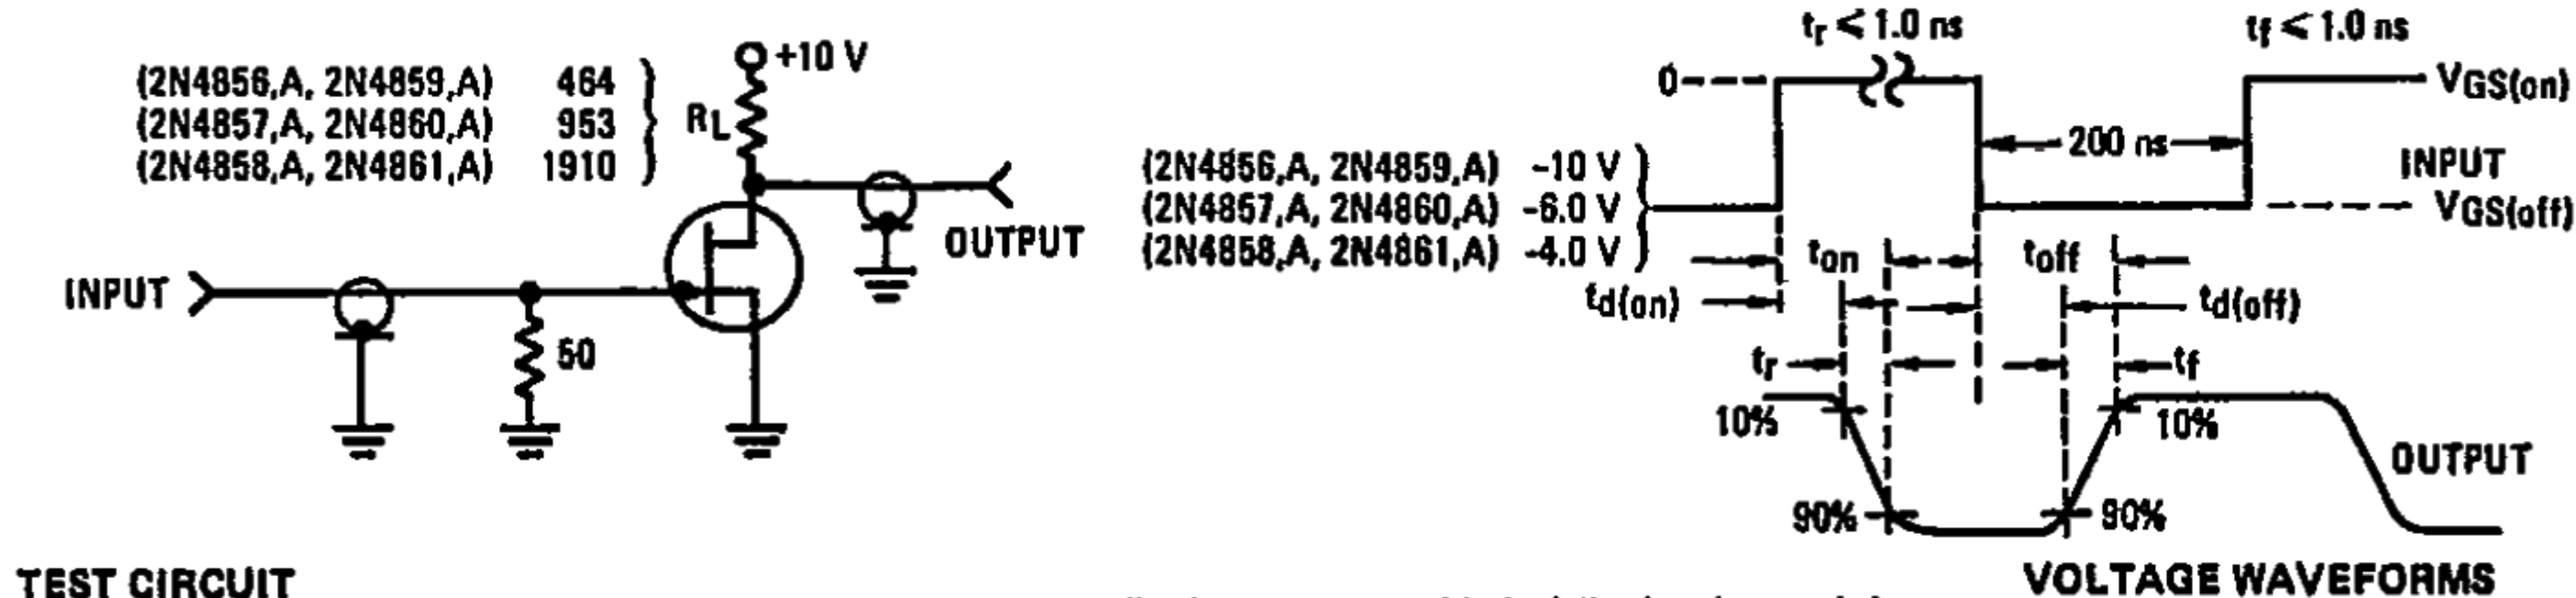 +10 V
(2N4856,A, 2N4859,A) 464
(2N4857,A, 2N4860,A) 953
(2N4858,A, 2N4861,A) 1910
RL
OUTPUT
INPUT
50
TEST CIRCUIT
tr < 1.0 ns
tf < 1.0 ns
0
VGS(on)
200 ns
INPUT
VGS(off)
(2N4856,A, 2N4859,A) -10 V
(2N4857,A, 2N4860,A) -6.0 V
(2N4858,A, 2N4861,A) -4.0 V
ton
toff
td(on)
td(off)
tr
tf
10%
10%
90%
90%
OUTPUT
VOLTAGE WAVEFORMS